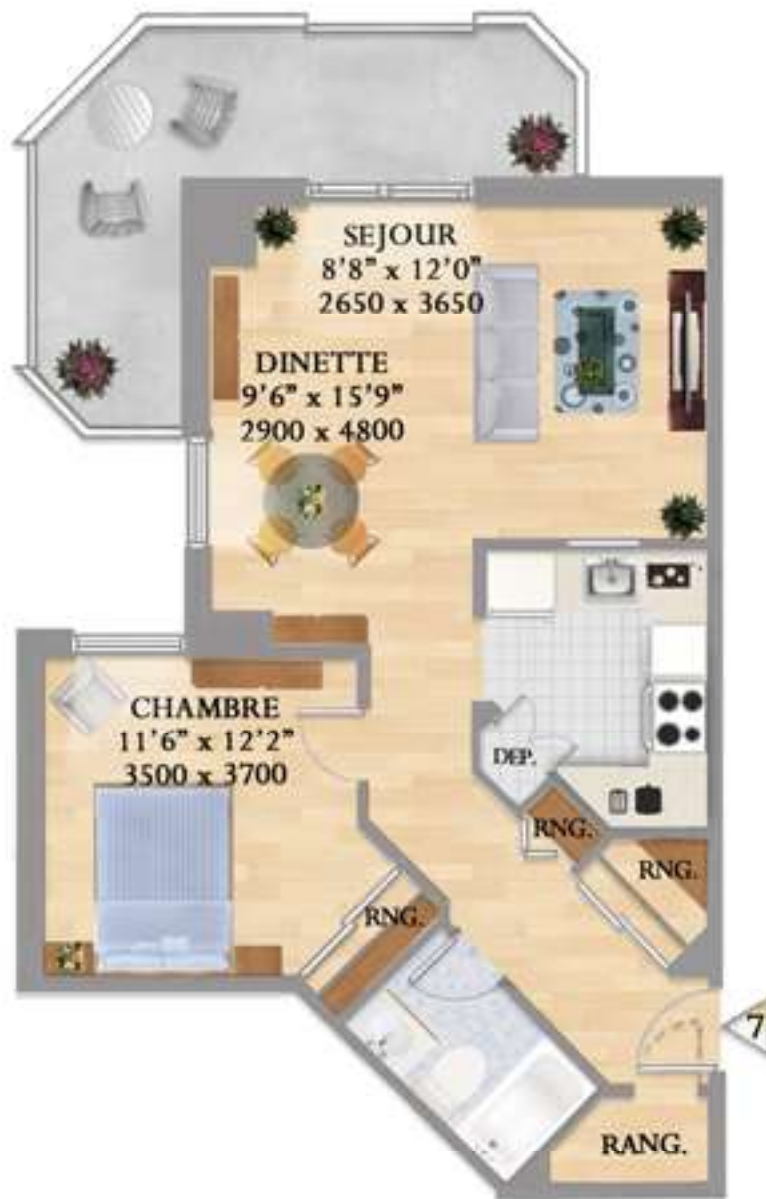 SEJOUR
8'8" x 12'0"
2650 x 3650
DINETTE
9'6" x 15'9"
2900 x 4800
CHAMBRE
11'6" x 12'2"
3500 x 3700
DEP.
RNG.
RNG.
RNG.
7
RANG.